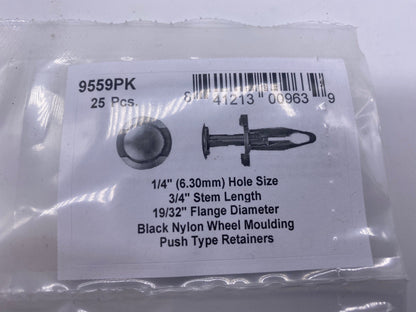 9559PK
25 Pcs.
8 41213 00963 9
1/4" (6.30mm) Hole Size
3/4" Stem Length
19/32" Flange Diameter
Black Nylon Wheel Moulding
Push Type Retainers